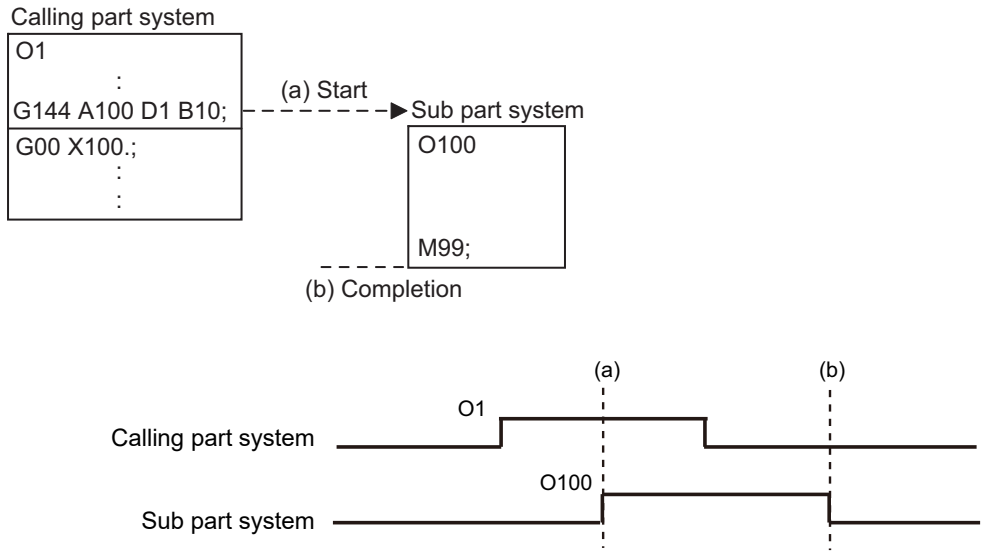 Calling part system
O1
:
G144 A100 D1 B10;
(a) Start
Sub part system
G00 X100.;
:
:
O100
M99;
(b) Completion
(a)
(b)
O1
Calling part system
O100
Sub part system